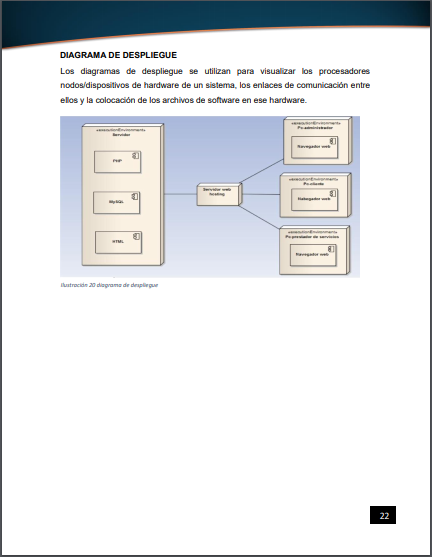 DIAGRAMA DE DESPLIEGUE
Los diagramas de despliegue se utilizan para visualizar los procesadores
nodos/dispositivos de hardware de un sistema, los enlaces de comunicación entre
ellos y la colocación de los archivos de software en ese hardware.
«executionEnvironment»
Servidor
PHP
MySQL
HTML
Servidor web
hosting
«executionEnvironment»
Pc-administrador
Navegador web
«executionEnvironment»
Pc-cliente
Nabegador web
«executionEnvironment»
Pc-prestador de servicios
Navegador web
Ilustración 20 diagrama de despliegue
22